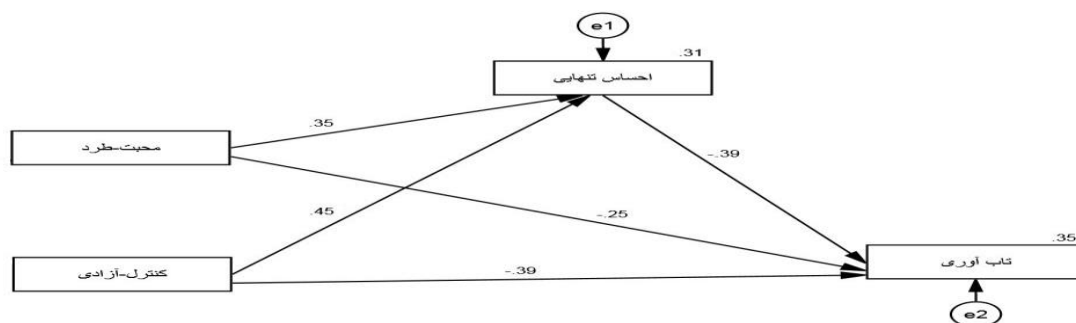 e1
.31
احساس تنهایی
.35
محبت-طرد
-.39
.45
-.25
.35
تاب آوری
کنترل-آزادی
-.39
e2